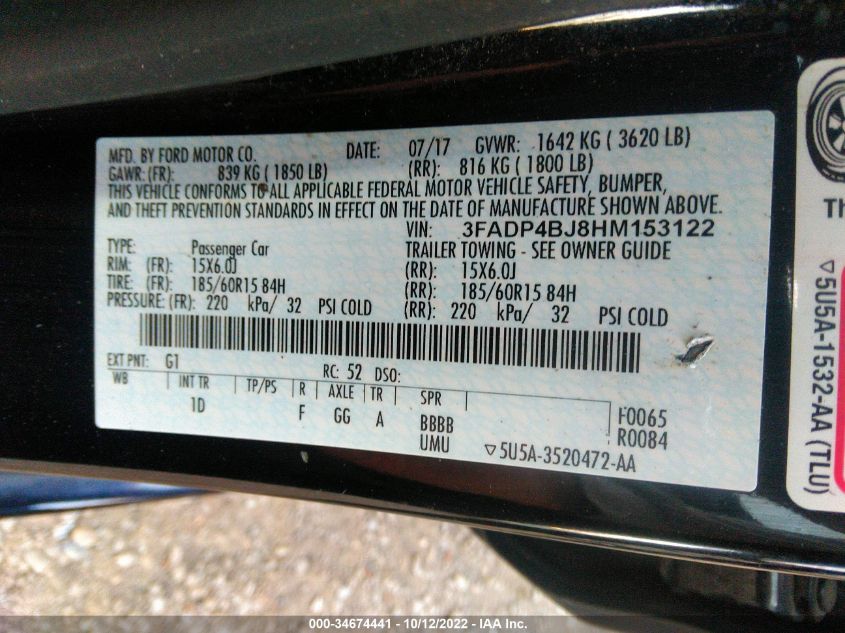 MFD. BY FORD MOTOR CO. DATE: 07/17 GVWR: 1642 KG ( 3620 LB)
GAWR: (FR): 839 KG ( 1850 LB) (RR): 816 KG ( 1800 LB)
THIS VEHICLE CONFORMS TO ALL APPLICABLE FEDERAL MOTOR VEHICLE SAFETY, BUMPER,
AND THEFT PREVENTION STANDARDS IN EFFECT ON THE DATE OF MANUFACTURE SHOWN ABOVE.
VIN: 3FADP4BJ8HM153122
TYPE: Passenger Car TRAILER TOWING - SEE OWNER GUIDE
RIM: (FR): 15X6.0J (RR): 15X6.0J
TIRE: (FR): 185/60R15 84H (RR): 185/60R15 84H
PRESSURE: (FR): 220 kPa/ 32 PSI COLD (RR): 220 kPa/ 32 PSI COLD
EXT PNT: G1 RC: 52 DSO:
WB INT TR TP/PS R AXLE TR SPR
1D F GG A BBBB F0065
UMU R0084
▽5U5A-3520472-AA
Th
▽5U5A-1532-AA (TLU)
000-34674441 - 10/12/2022 - IAA Inc.